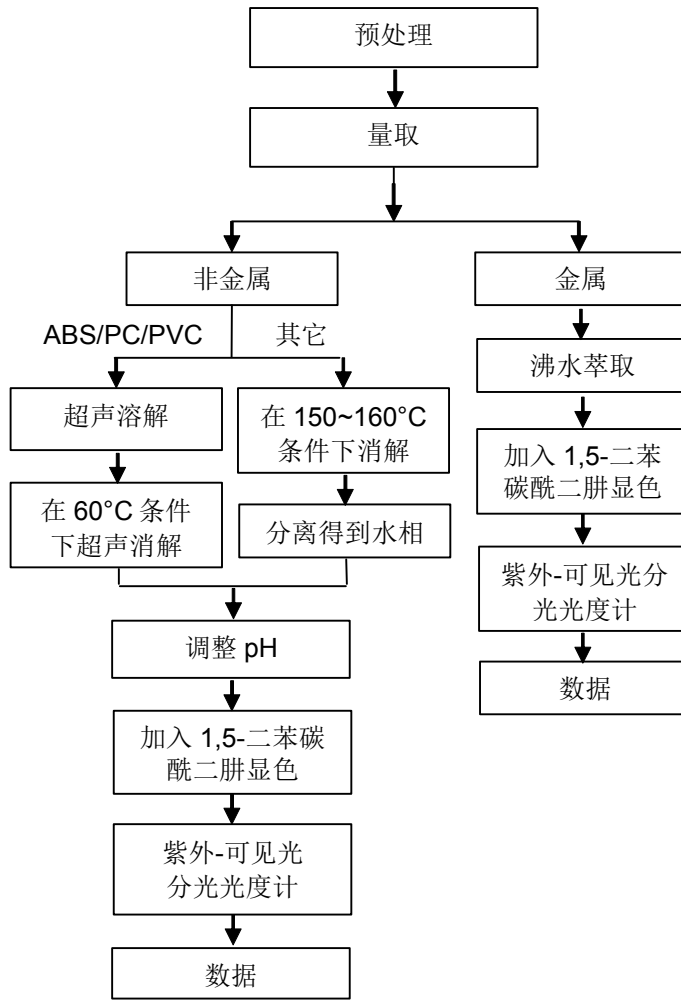 预处理
量取
非金属
金属
ABS/PC/PVC
其它
沸水萃取
超声溶解
在 150~160°C
条件下消解
加入 1,5-二苯
碳酰二肼显色
在 60°C 条件
下超声消解
分离得到水相
紫外-可见光分
光光度计
调整 pH
数据
加入 1,5-二苯碳
酰二肼显色
紫外-可见光
分光光度计
数据